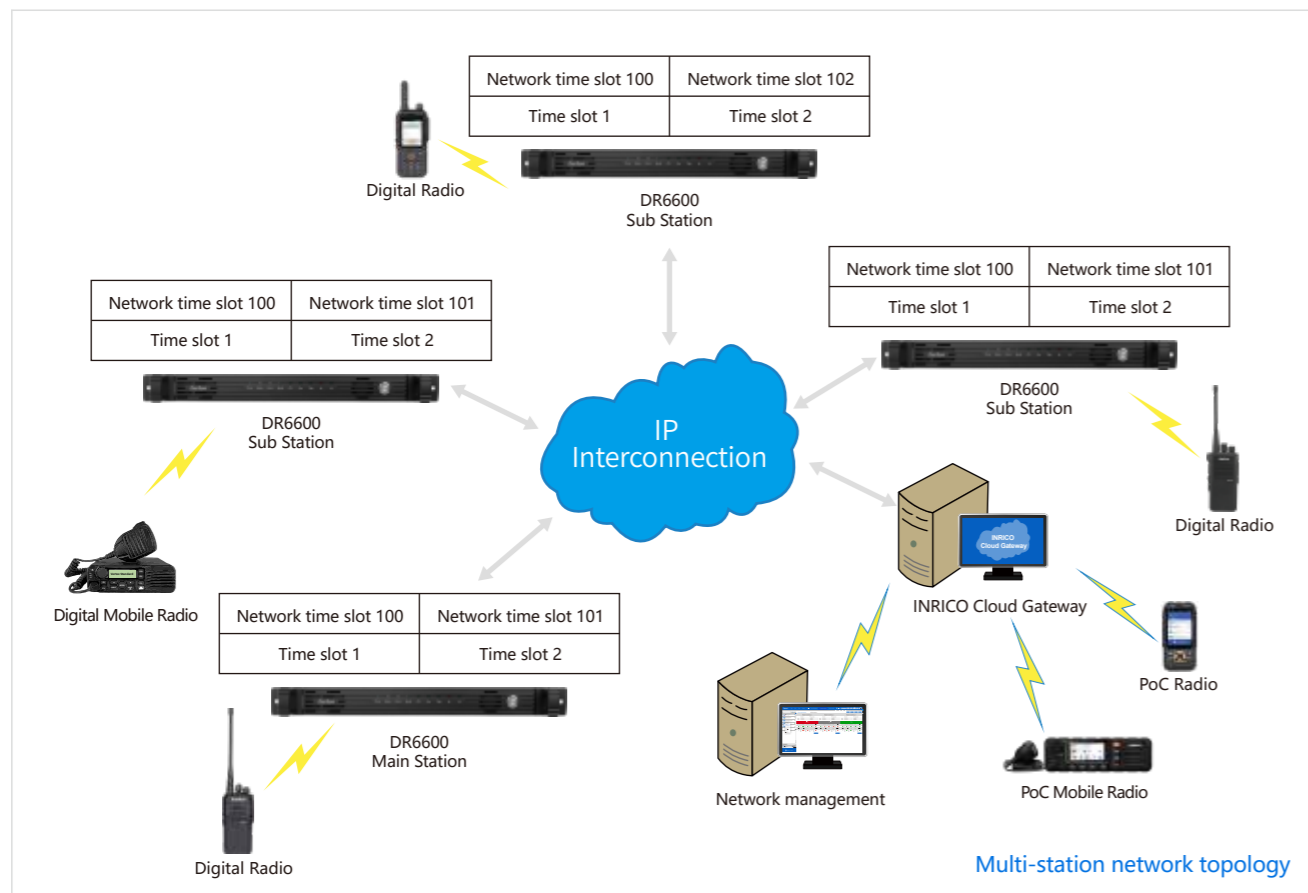 Network time slot 100 Network time slot 102
Time slot 1 Time slot 2
Digital Radio
DR6600
Sub Station
Network time slot 100 Network time slot 101
Time slot 1 Time slot 2
DR6600
Sub Station
Network time slot 100 Network time slot 101
Time slot 1 Time slot 2
DR6600
Sub Station
IP
Interconnection
Digital Radio
INRICO
Cloud Gateway
INRICO Cloud Gateway
Digital Mobile Radio
Network time slot 100 Network time slot 101
Time slot 1 Time slot 2
DR6600
Main Station
Digital Radio
PoC Radio
Network management
PoC Mobile Radio
Multi-station network topology